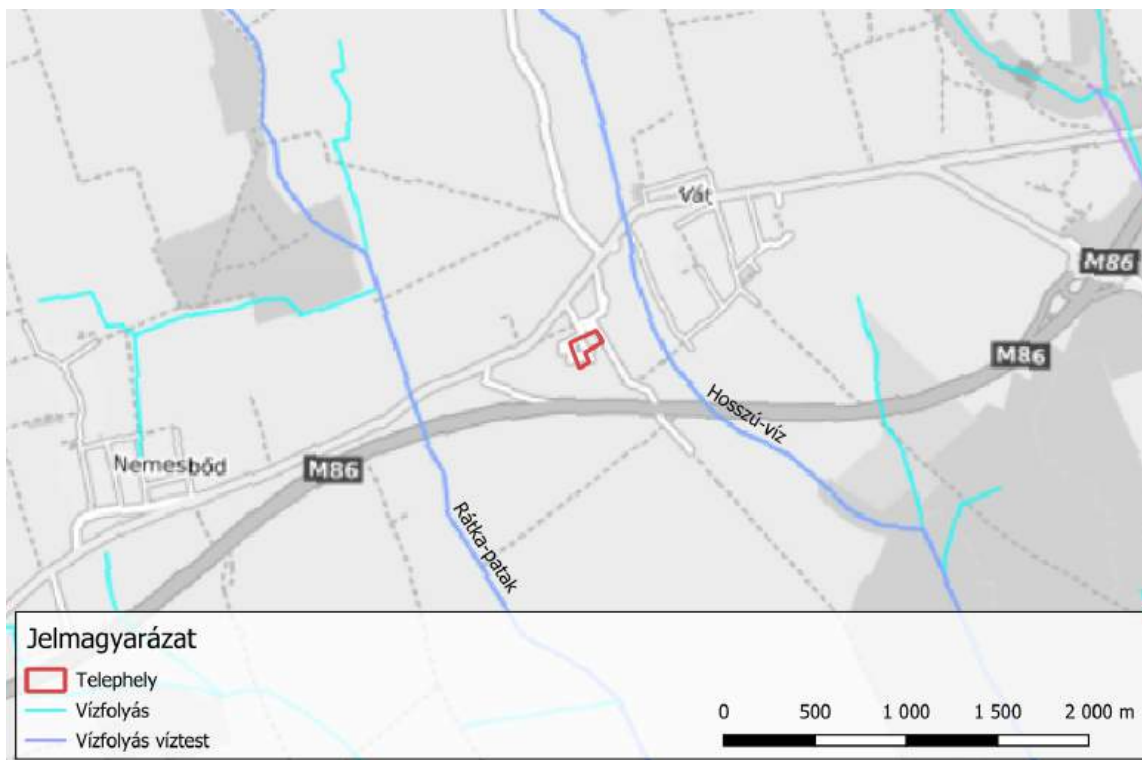 Vát
M86
M86
Hosszú-víz
Nemesbőd
M86
Rátka-patak
Jelmagyarázat
Telephely
Vízfolyás
Vízfolyás víztest
0 500 1 000 1 500 2 000 m